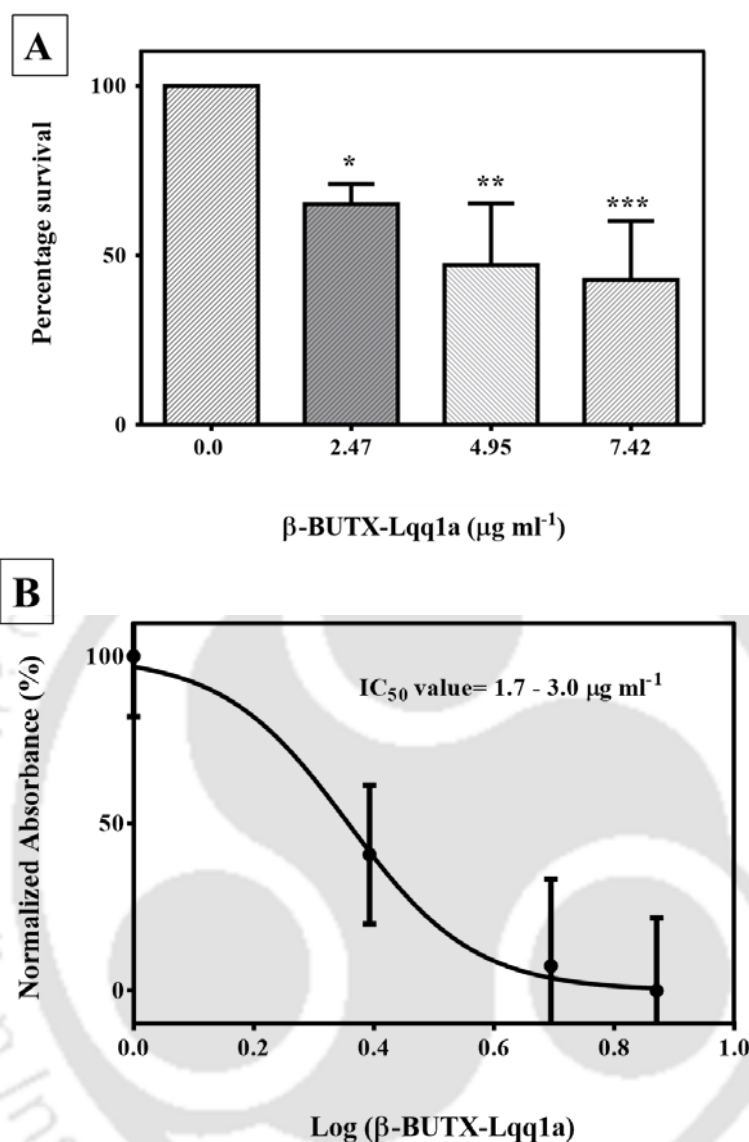 A
Percentage survival
100
50
0
*
**
***
0.0 2.47 4.95 7.42
β-BUTX-Lqq1a (µg ml⁻¹)
B
Normalized Absorbance (%)
100
50
0
IC₅₀ value= 1.7 - 3.0 µg ml⁻¹
0.0 0.2 0.4 0.6 0.8 1.0
Log (β-BUTX-Lqq1a)